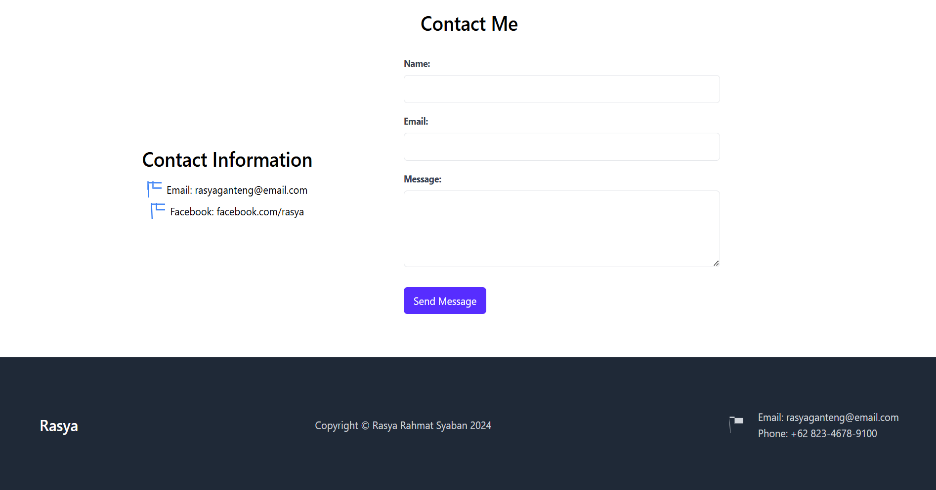 Contact Me
Name:
Email:
Message:
Send Message
Contact Information
Email: rasyaganteng@email.com
Facebook: facebook.com/rasya
Rasya
Copyright © Rasya Rahmat Syaban 2024
Email: rasyaganteng@email.com
Phone: +62 823-4678-9100